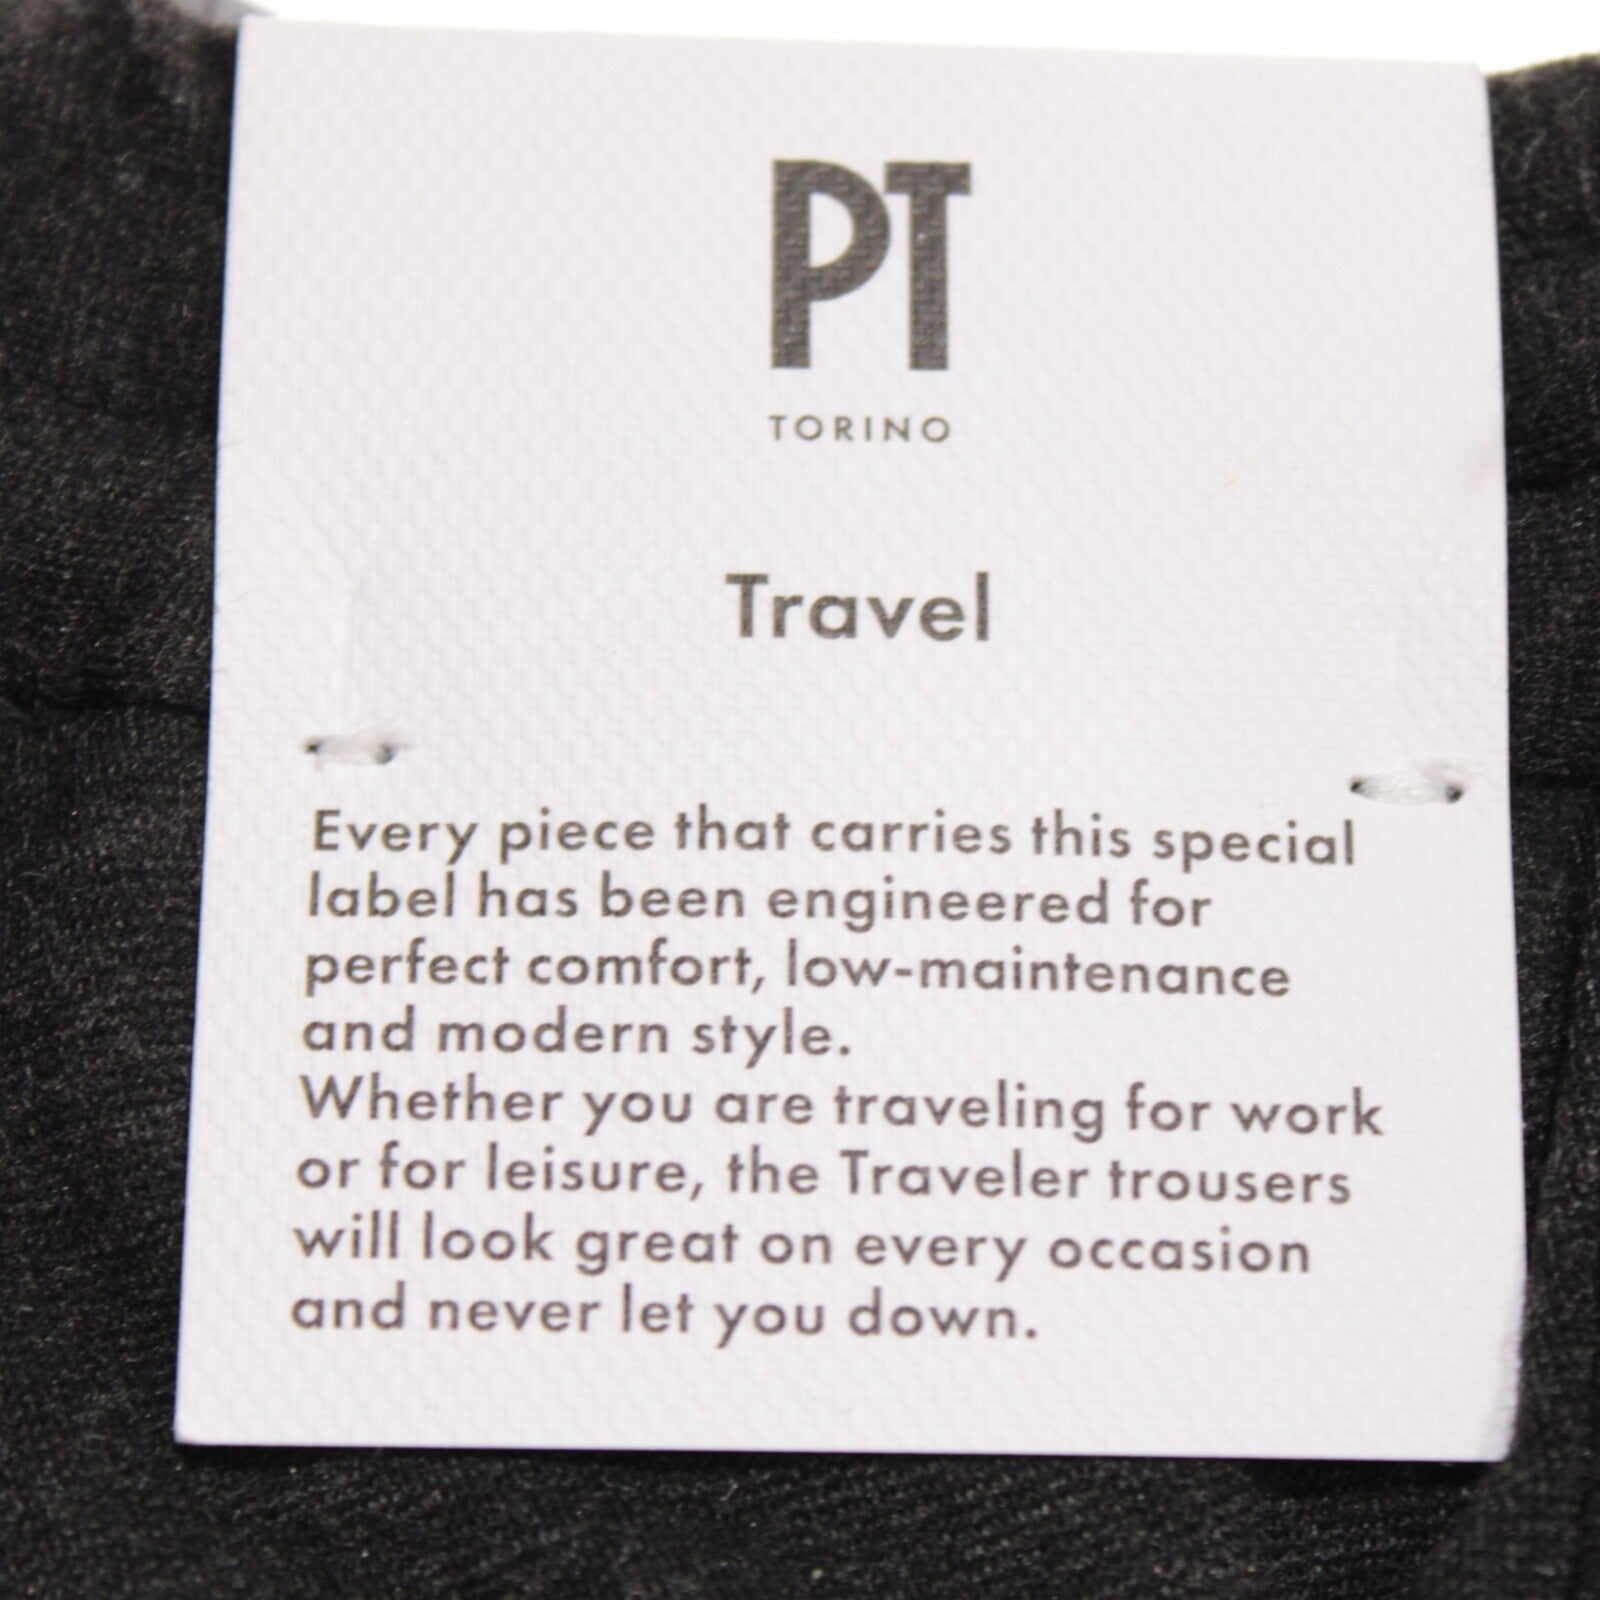 PT
TORINO
Travel
Every piece that carries this special
label has been engineered for
perfect comfort, low-maintenance
and modern style.
Whether you are traveling for work
or for leisure, the Traveler trousers
will look great on every occasion
and never let you down.